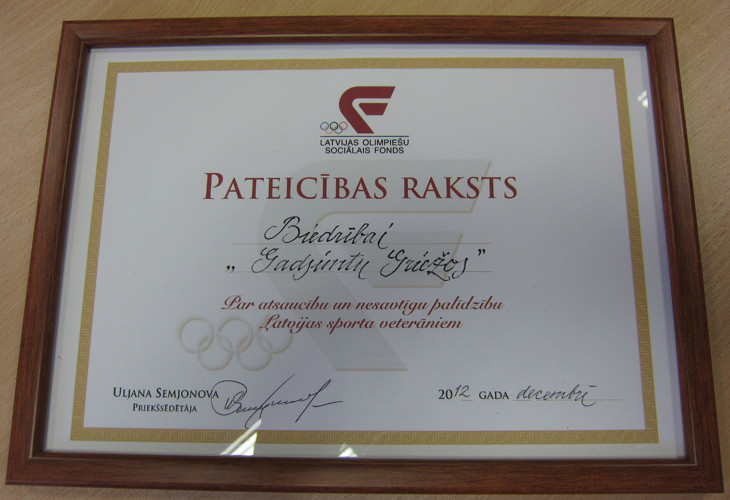 LATVIJAS OLIMPIEŠU
SOCIĀLAIS FONDS
PATEICĪBAS RAKSTS
Biedrībai
„Gadsimtu Griežos”
Par atsaucību un nesavtīgu palīdzību
Latvijas sporta veterāniem
ULJANA SEMJONOVA
PRIEKŠSĒDĒTĀJA
2012 GADA decembrī